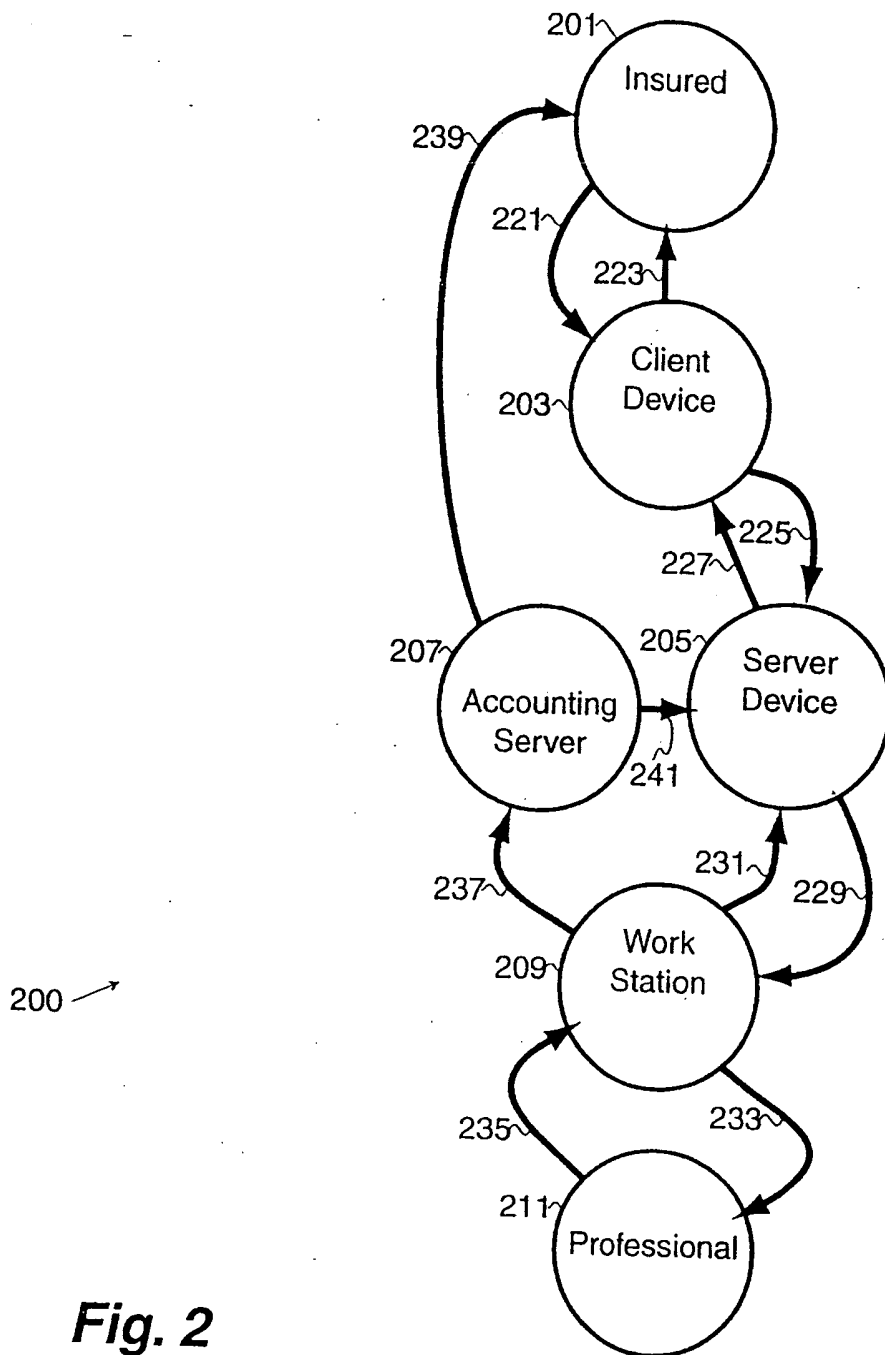 201
Insured
239
221
223
Client
Device
203
225
227
205
207
Server
Device
Accounting
Server
241
231
237
229
Work
Station
209
200
233
235
211
Professional
Fig. 2